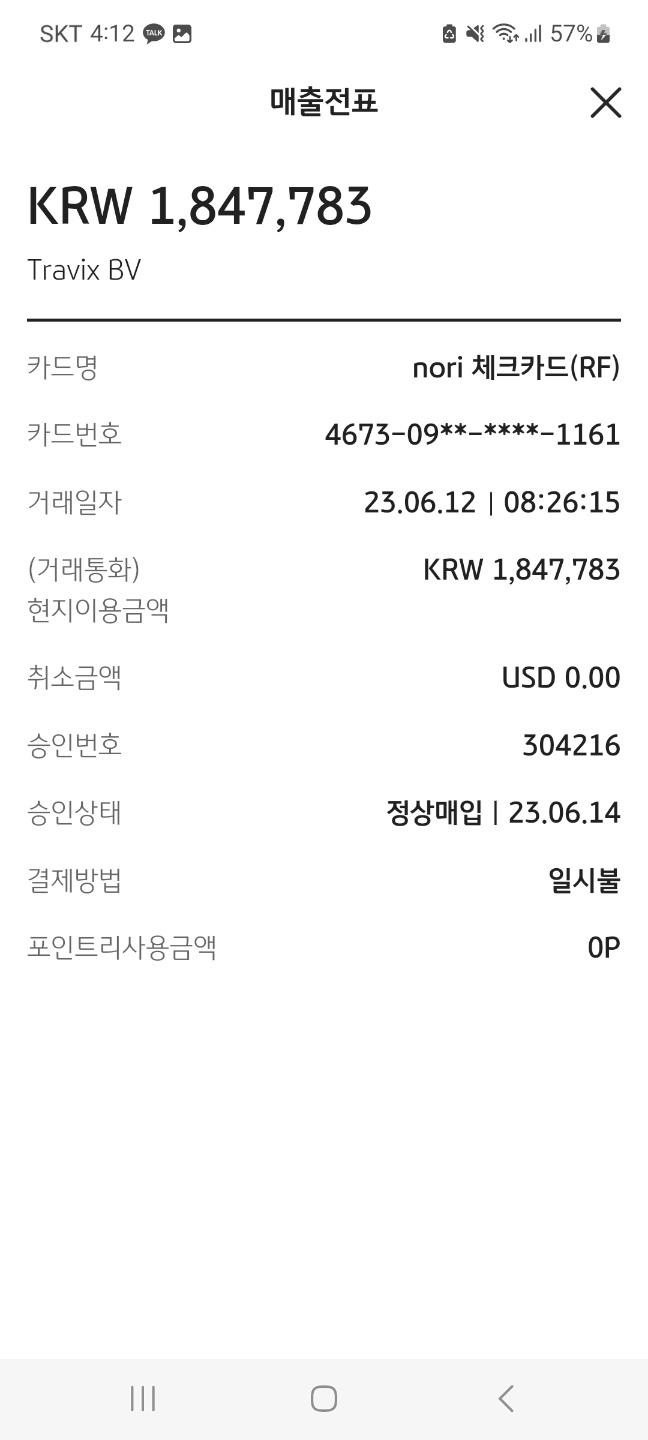 SKT 4:12 TALK 57%
매출전표
KRW 1,847,783
Travix BV
카드명 nori 체크카드(RF)
카드번호 4673-09**-****-1161
거래일자 23.06.12 | 08:26:15
(거래통화) KRW 1,847,783
현지이용금액
취소금액 USD 0.00
승인번호 304216
승인상태 정상매입 | 23.06.14
결제방법 일시불
포인트리사용금액 0P